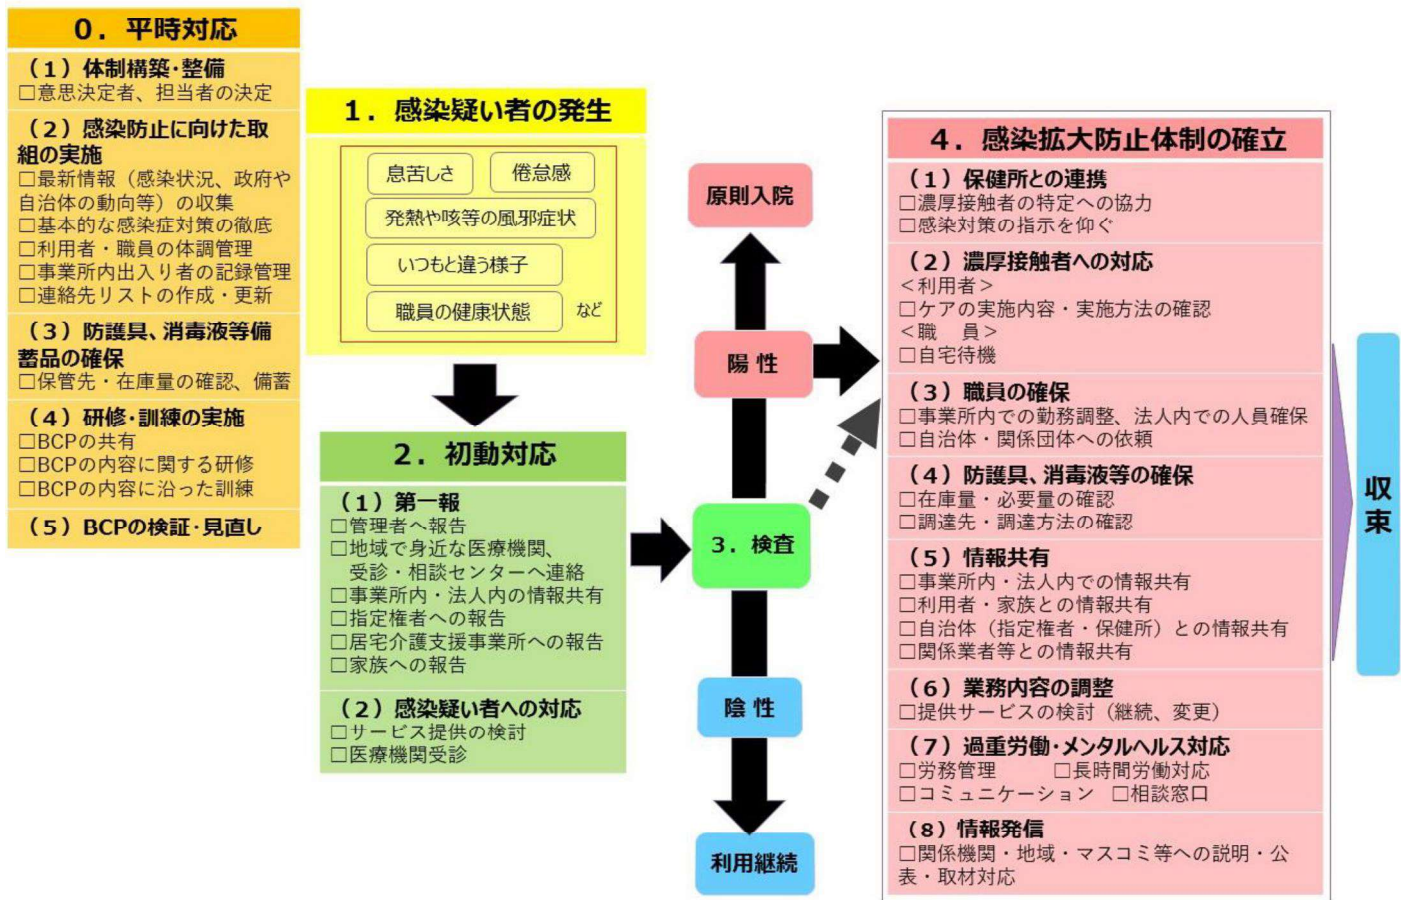 ０．平時対応
（１）体制構築・整備
□意思決定者、担当者の決定
（２）感染防止に向けた取
組の実施
□最新情報（感染状況、政府や
自治体の動向等）の収集
□基本的な感染症対策の徹底
□利用者・職員の体調管理
□事業所内出入り者の記録管理
□連絡先リストの作成・更新
（３）防護具、消毒液等備
蓄品の確保
□保管先・在庫量の確認、備蓄
（４）研修・訓練の実施
□BCPの共有
□BCPの内容に関する研修
□BCPの内容に沿った訓練
（５）BCPの検証・見直し
１．感染疑い者の発生
息苦しさ
倦怠感
発熱や咳等の風邪症状
いつもと違う様子
職員の健康状態
など
２．初動対応
（１）第一報
□管理者へ報告
□地域で身近な医療機関、
受診・相談センターへ連絡
□事業所内・法人内の情報共有
□指定権者への報告
□居宅介護支援事業所への報告
□家族への報告
（２）感染疑い者への対応
□サービス提供の検討
□医療機関受診
原則入院
陽性
３．検査
陰性
利用継続
４．感染拡大防止体制の確立
（１）保健所との連携
□濃厚接触者の特定への協力
□感染対策の指示を仰ぐ
（２）濃厚接触者への対応
＜利用者＞
□ケアの実施内容・実施方法の確認
＜職　員＞
□自宅待機
（３）職員の確保
□事業所内での勤務調整、法人内での人員確保
□自治体・関係団体への依頼
（４）防護具、消毒液等の確保
□在庫量・必要量の確認
□調達先・調達方法の確認
（５）情報共有
□事業所内・法人内での情報共有
□利用者・家族との情報共有
□自治体（指定権者・保健所）との情報共有
□関係業者等との情報共有
（６）業務内容の調整
□提供サービスの検討（継続、変更）
（７）過重労働・メンタルヘルス対応
□労務管理　□長時間労働対応
□コミュニケーション　□相談窓口
（８）情報発信
□関係機関・地域・マスコミ等への説明・公
表・取材対応
収束